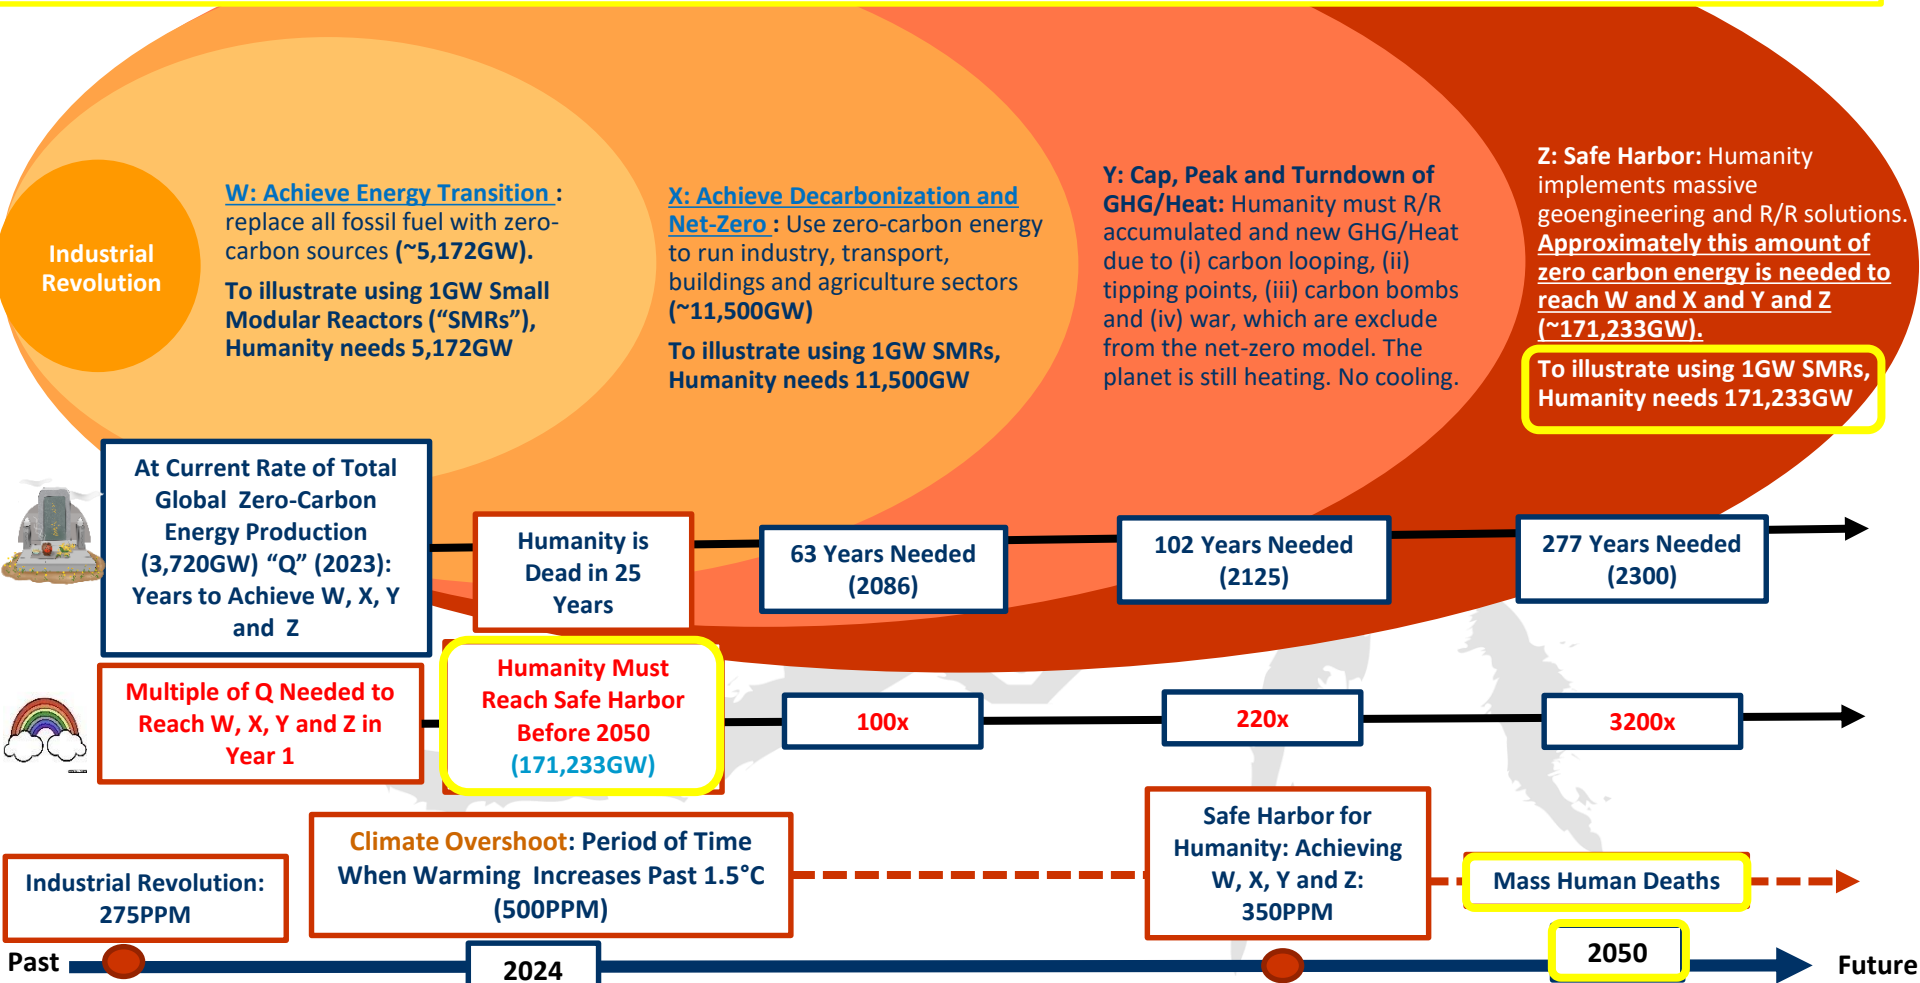 Industrial
Revolution
W: Achieve Energy Transition :
replace all fossil fuel with zero-
carbon sources (~5,172GW).
To illustrate using 1GW Small
Modular Reactors (“SMRs”),
Humanity needs 5,172GW
X: Achieve Decarbonization and
Net-Zero : Use zero-carbon energy
to run industry, transport,
buildings and agriculture sectors
(~11,500GW)
To illustrate using 1GW SMRs,
Humanity needs 11,500GW
Y: Cap, Peak and Turndown of
GHG/Heat: Humanity must R/R
accumulated and new GHG/Heat
due to (i) carbon looping, (ii)
tipping points, (iii) carbon bombs
and (iv) war, which are exclude
from the net-zero model. The
planet is still heating. No cooling.
Z: Safe Harbor: Humanity
implements massive
geoengineering and R/R solutions.
Approximately this amount of
zero carbon energy is needed to
reach W and X and Y and Z
(~171,233GW).
To illustrate using 1GW SMRs,
Humanity needs 171,233GW
At Current Rate of Total
Global Zero-Carbon
Energy Production
(3,720GW) “Q” (2023):
Years to Achieve W, X, Y
and Z
Humanity is
Dead in 25
Years
63 Years Needed
(2086)
102 Years Needed
(2125)
277 Years Needed
(2300)
Multiple of Q Needed to
Reach W, X, Y and Z in
Year 1
Humanity Must
Reach Safe Harbor
Before 2050
(171,233GW)
100x
220x
3200x
Industrial Revolution:
275PPM
Climate Overshoot: Period of Time
When Warming Increases Past 1.5°C
(500PPM)
Safe Harbor for
Humanity: Achieving
W, X, Y and Z:
350PPM
Mass Human Deaths
Past
2024
2050
Future